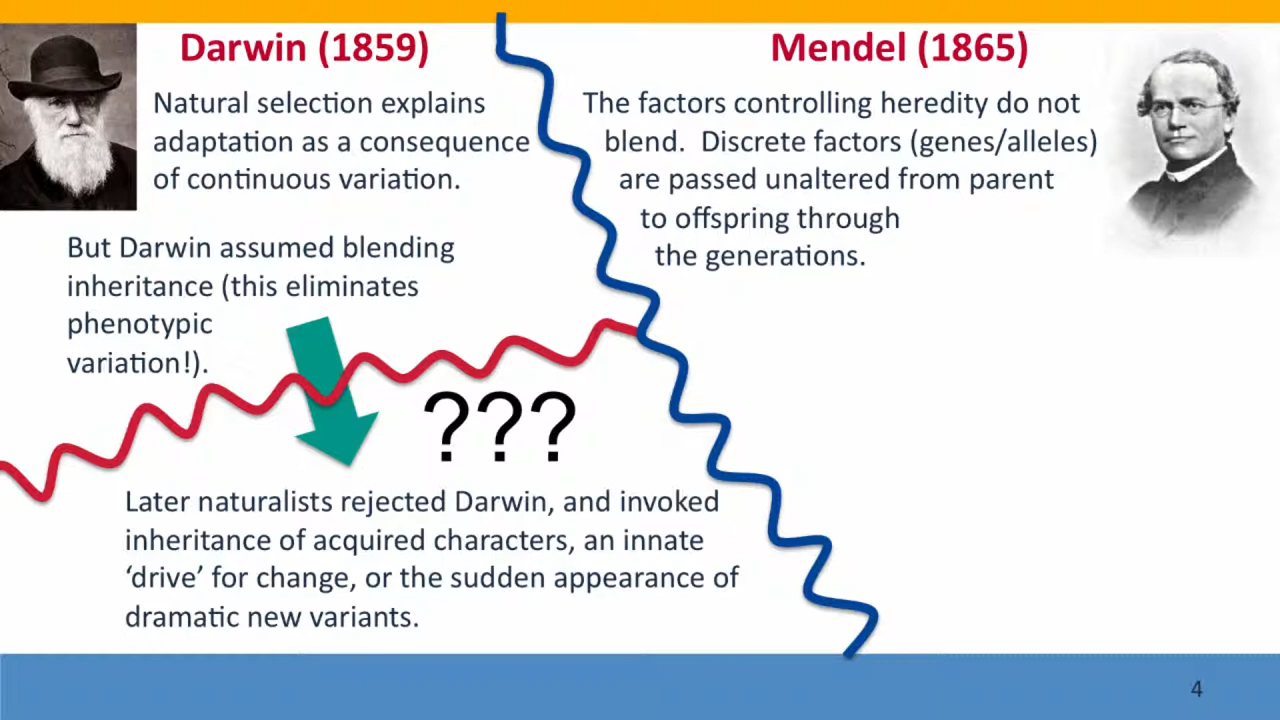 Darwin (1859)
Natural selection explains
adaptation as a consequence
of continuous variation.
But Darwin assumed blending
inheritance (this eliminates
phenotypic
variation!).
???
Later naturalists rejected Darwin, and invoked
inheritance of acquired characters, an innate
‘drive’ for change, or the sudden appearance of
dramatic new variants.
Mendel (1865)
The factors controlling heredity do not
blend.  Discrete factors (genes/alleles)
are passed unaltered from parent
to offspring through
the generations.
4